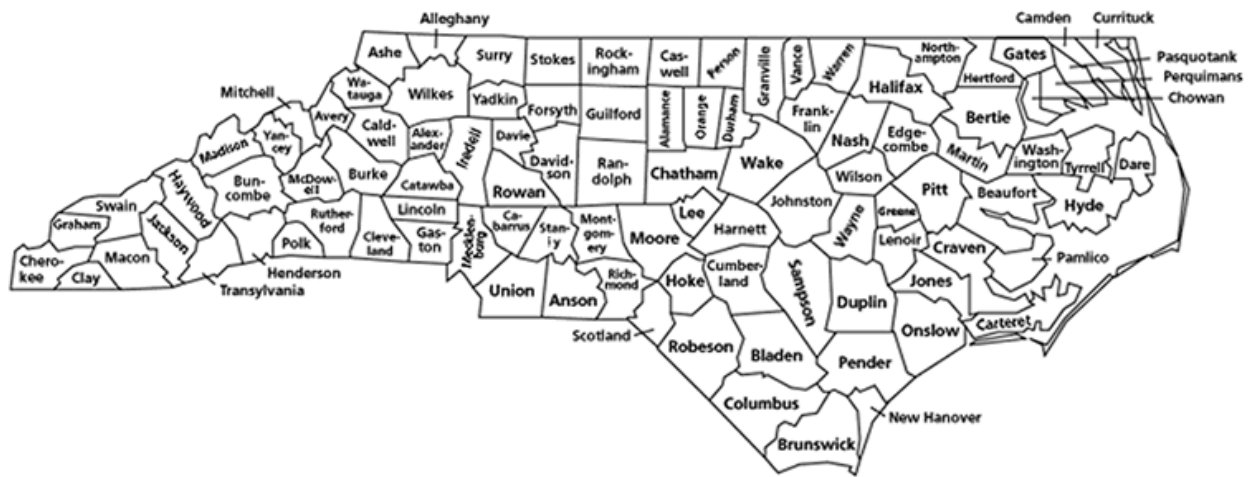 Alleghany
Camden
Currituck
Ashe
Surry
Stokes
Rock-
ingham
Cas-
well
Person
Granville
Vance
Warren
North-
ampton
Gates
Pasquotank
Hertford
Perquimans
Chowan
Halifax
Mitchell
Wa-
tauga
Wilkes
Yadkin
Forsyth
Guilford
Alamance
Orange
Durham
Frank-
lin
Nash
Edge-
combe
Bertie
Avery
Cald-
well
Alex-
ander
Iredell
Davie
Madison
Yan-
cey
Burke
McDow-
ell
Catawba
David-
son
Ran-
dolph
Chatham
Wake
Wilson
Martin
Wash-
ington
Tyrrell
Dare
Haywood
Bun-
combe
Rowan
Johnston
Pitt
Beaufort
Hyde
Swain
Graham
Jackson
Ruther-
ford
Lincoln
Polk
Cleve-
land
Gas-
ton
Mecklen-
burg
Ca-
barrus
Stan-
ly
Mont-
gom-
ery
Moore
Lee
Harnett
Wayne
Greene
Lenoir
Craven
Pamlico
Chero-
kee
Clay
Macon
Transylvania
Henderson
Union
Anson
Rich-
mond
Hoke
Cumber-
land
Sampson
Duplin
Jones
Onslow
Carteret
Scotland
Robeson
Bladen
Pender
Columbus
New Hanover
Brunswick